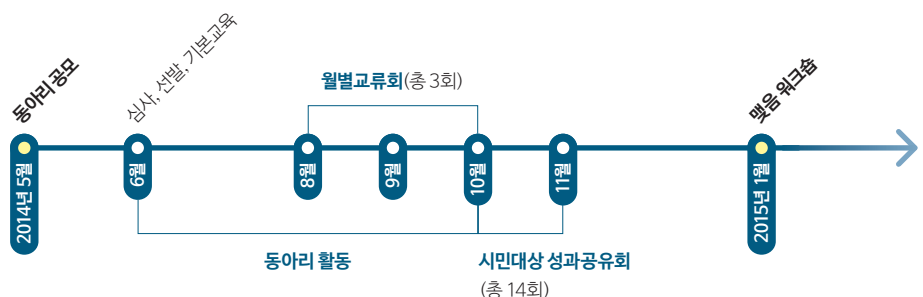 동아리 공모
심사, 선발, 기본교육
월별교류회(총 3회)
맺음 워크숍
2014년 5월
6월
8월
9월
10월
11월
2015년 1월
동아리 활동
시민대상 성과공유회
(총 14회)